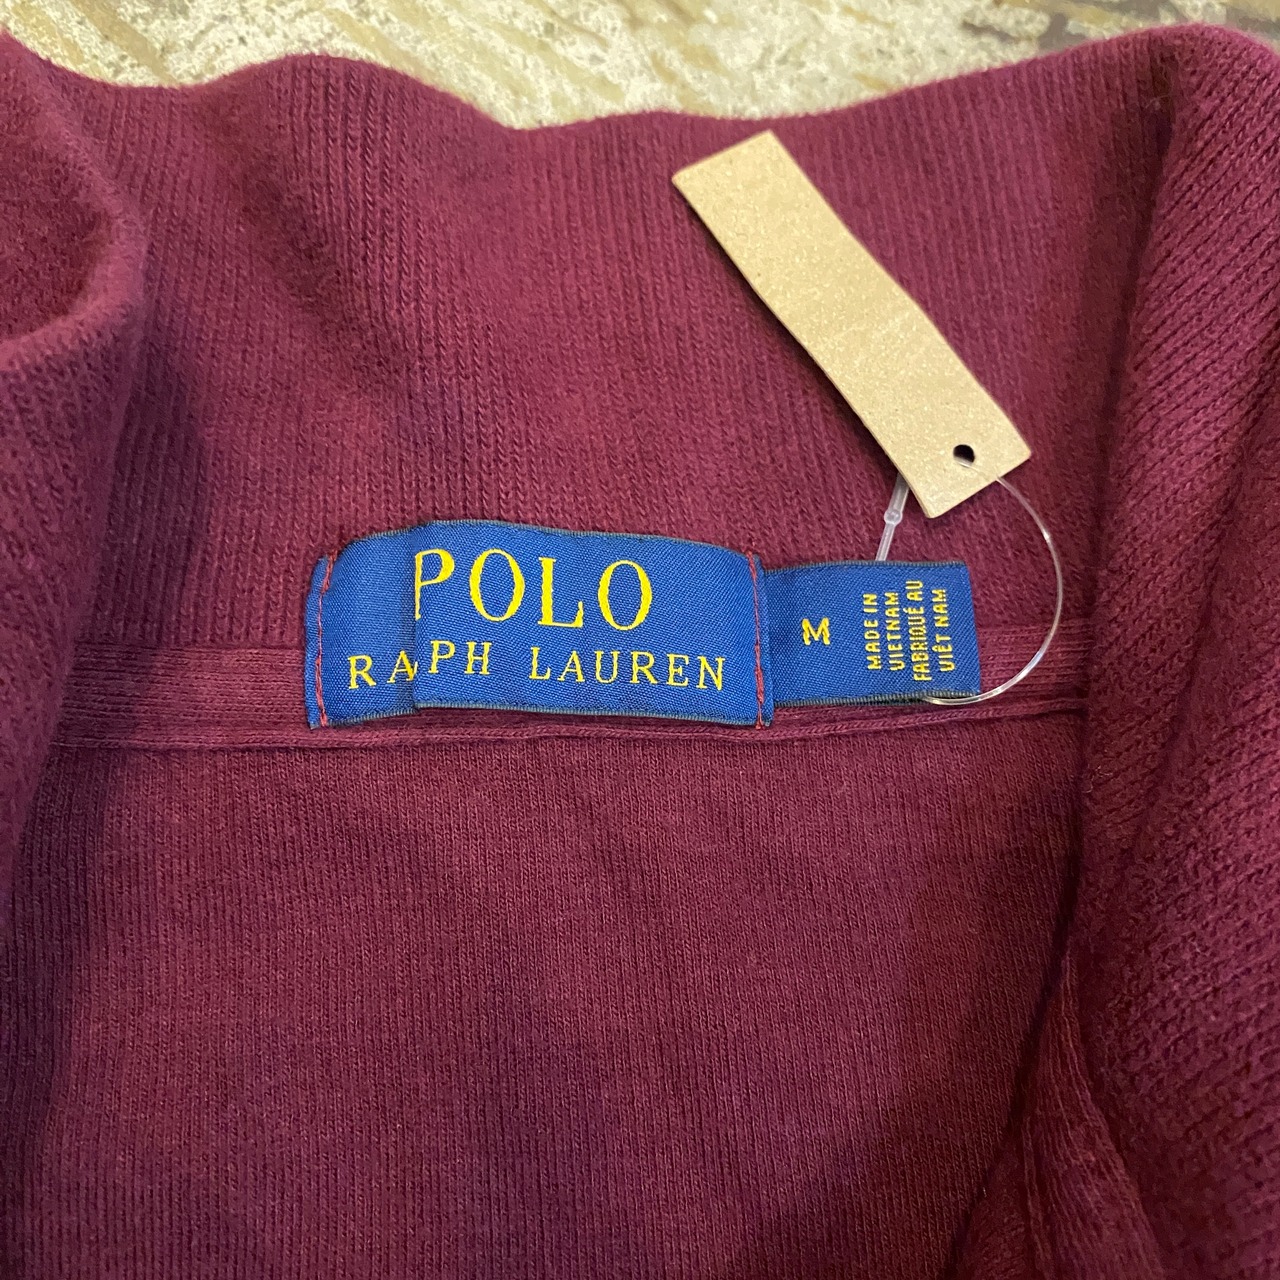 POLO
RALPH LAUREN
M
MADE IN
VIETNAM
FABRIQUÉ AU
VIÊT NAM